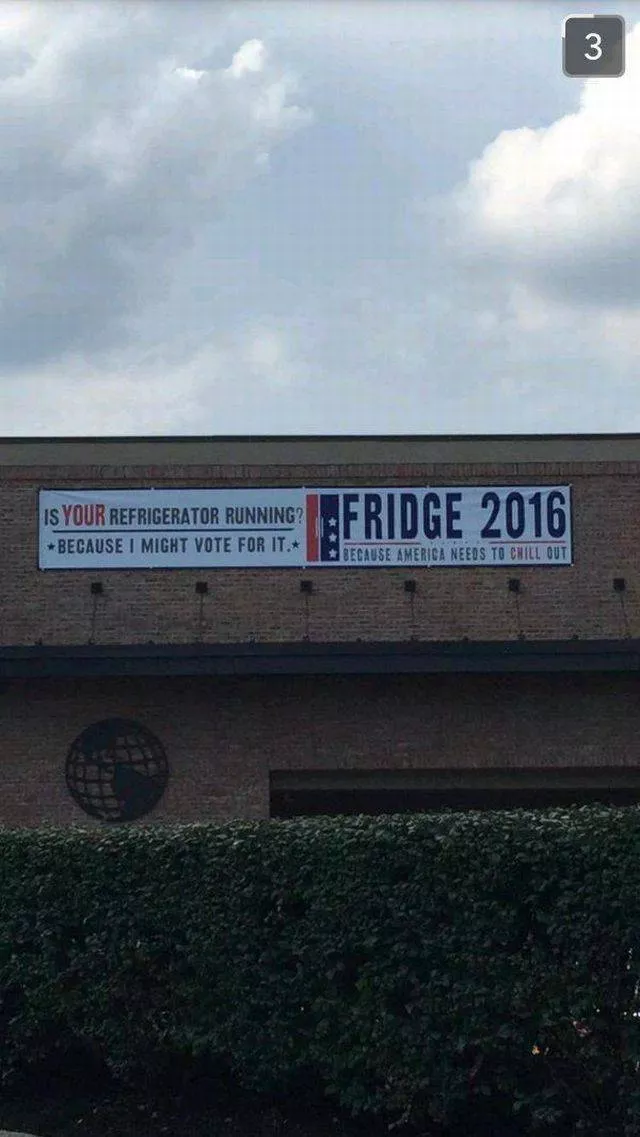 3
IS YOUR REFRIGERATOR RUNNING?
★BECAUSE I MIGHT VOTE FOR IT.★
FRIDGE 2016
BECAUSE AMERICA NEEDS TO CHILL OUT